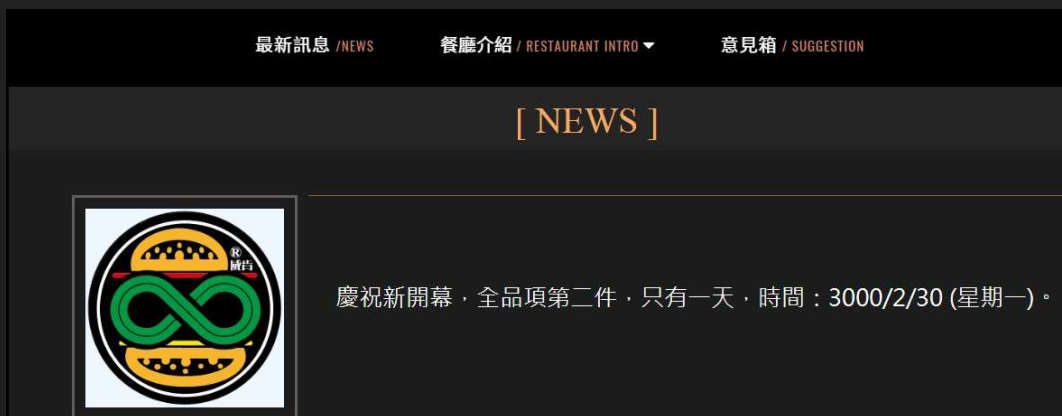 最新訊息 /NEWS 餐廳介紹 / RESTAURANT INTRO 意見箱 / SUGGESTION
[ NEWS ]
®
威肯
慶祝新開幕，全品項第二件，只有一天，時間：3000/2/30 (星期一)。